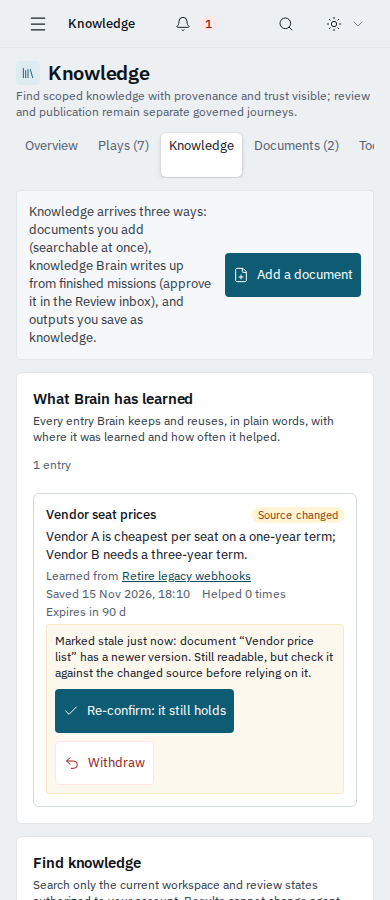 Knowledge
1
Knowledge
Find scoped knowledge with provenance and trust visible; review
and publication remain separate governed journeys.
Overview
Plays (7)
Knowledge
Documents (2)
Knowledge arrives three ways:
documents you add
(searchable at once),
knowledge Brain writes up
from finished missions (approve
it in the Review inbox), and
outputs you save as
knowledge.
Add a document
What Brain has learned
Every entry Brain keeps and reuses, in plain words, with
where it was learned and how often it helped.
1 entry
Vendor seat prices
Source changed
Vendor A is cheapest per seat on a one-year term;
Vendor B needs a three-year term.
Learned from Retire legacy webhooks
Saved 15 Nov 2026, 18:10 Helped 0 times
Expires in 90 d
Marked stale just now: document “Vendor price
list” has a newer version. Still readable, but check it
against the changed source before relying on it.
Re-confirm: it still holds
Withdraw
Find knowledge
Search only the current workspace and review states